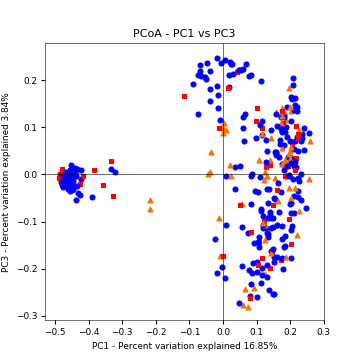 PCoA - PC1 vs PC3
PC3 - Percent variation explained 3.84%
0.2
0.1
0.0
−0.1
−0.2
−0.3
−0.5 −0.4 −0.3 −0.2 −0.1 0.0 0.1 0.2 0.3
PC1 - Percent variation explained 16.85%